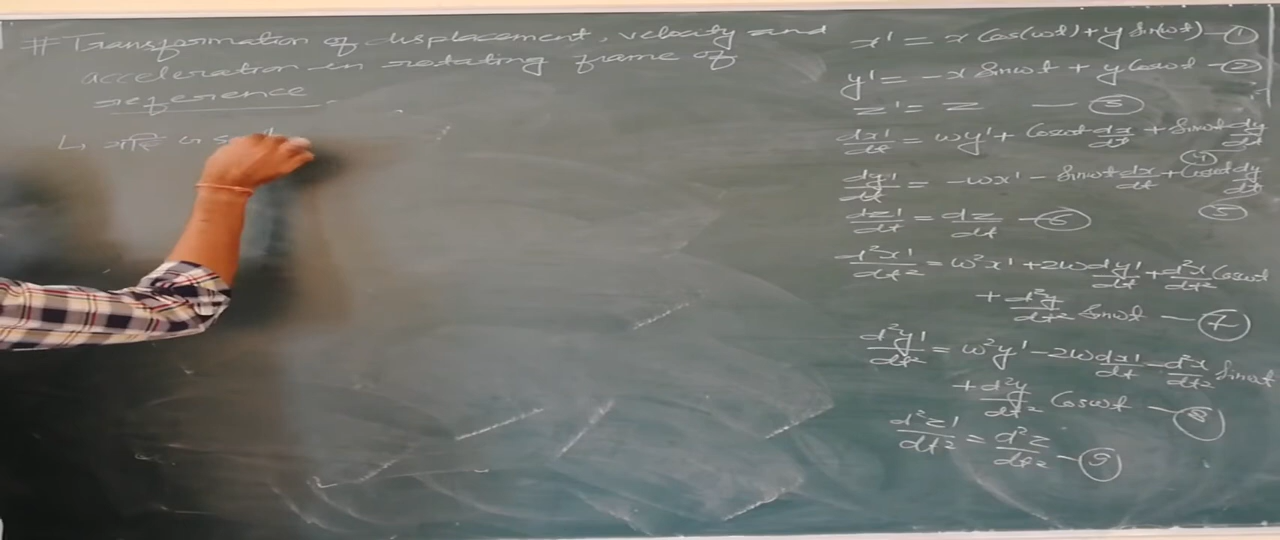 # Transformation of displacement, velocity and
acceleration in rotating frame of
reference
↳ यदि
x' = x Cos(ωt) + y Sin(ωt) — ①
y' = -x Sinωt + y Cosωt — ②
z' = z — ③
dx'/dt = ωy' + Cosωt dx/dt + Sinωt dy/dt
④
dy'/dt = -ωx' - Sinωt dx/dt + Cosωt dy/dt
⑤
dz'/dt = dz/dt — ⑥
d²x'/dt² = ω²x' + 2ω dy'/dt + d²x/dt² Cosωt
+ d²y/dt² Sinωt — ⑦
d²y'/dt² = ω²y' - 2ω dx'/dt - d²x/dt² Sinωt
+ d²y/dt² Cosωt — ⑧
d²z'/dt² = d²z/dt² — ⑨